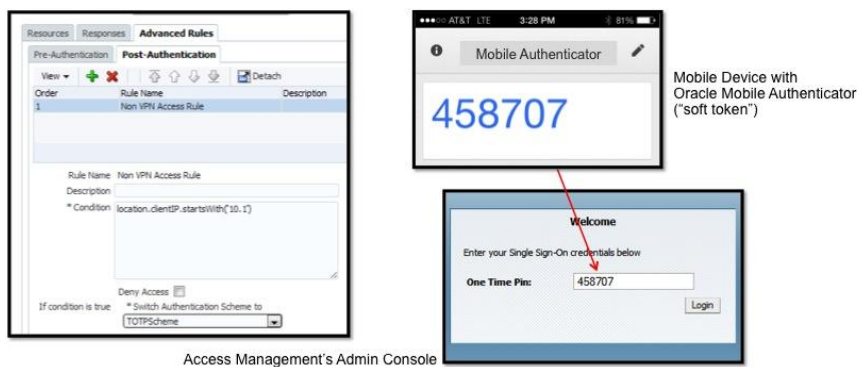 Resources Responses Advanced Rules
Pre-Authentication Post-Authentication
View Detach
Order Rule Name Description
1 Non VPN Access Rule
Rule Name Non VPN Access Rule
Description
* Condition location.clientIP.startsWith('10.1')
Deny Access
If condition is true * Switch Authentication Scheme to
TOTPScheme
AT&T LTE 3:28 PM 81%
Mobile Authenticator
458707
Mobile Device with
Oracle Mobile Authenticator
("soft token")
Welcome
Enter your Single Sign-On credentials below
One Time Pin: 458707
Login
Access Management's Admin Console